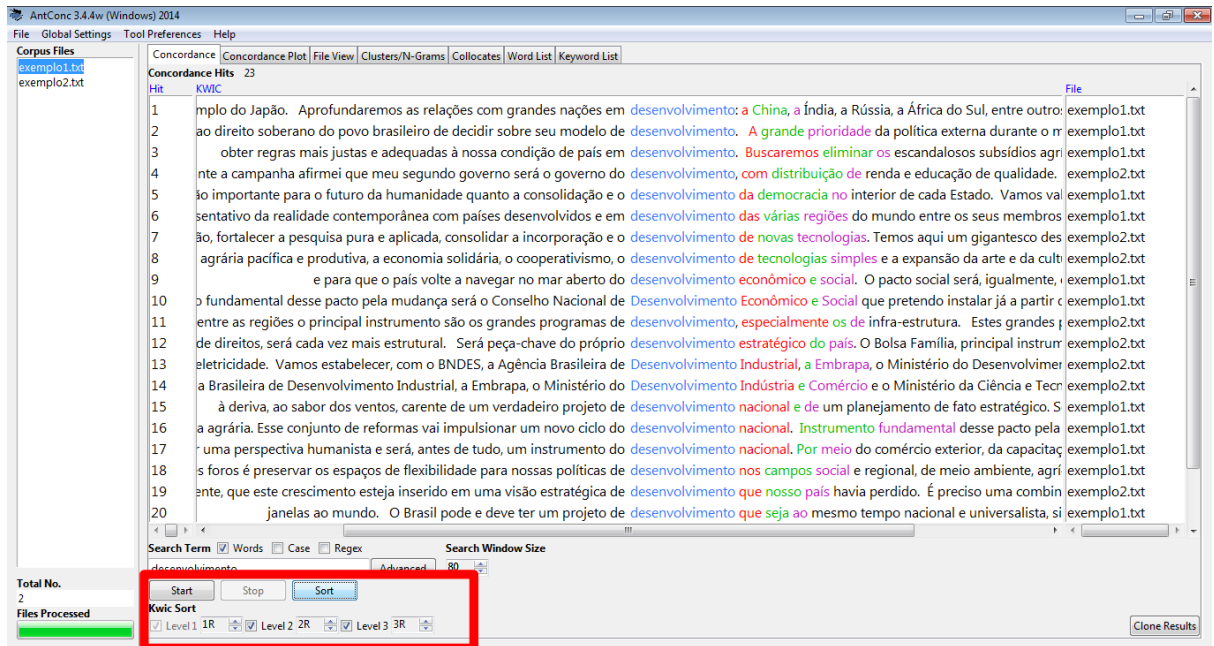 AntConc 3.4.4w (Windows) 2014
File Global Settings Tool Preferences Help
Corpus Files
exemplo1.txt
exemplo2.txt
Concordance Concordance Plot File View Clusters/N-Grams Collocates Word List Keyword List
Concordance Hits 23
Hit KWIC File
1 mplo do Japão. Aprofundaremos as relações com grandes nações em desenvolvimento: a China, a Índia, a Rússia, a África do Sul, entre outros exemplo1.txt
2 ao direito soberano do povo brasileiro de decidir sobre seu modelo de desenvolvimento. A grande prioridade da política externa durante o m exemplo1.txt
3 obter regras mais justas e adequadas à nossa condição de país em desenvolvimento. Buscaremos eliminar os escandalosos subsídios agrí exemplo1.txt
4 nte a campanha afirmei que meu segundo governo será o governo do desenvolvimento, com distribuição de renda e educação de qualidade. exemplo2.txt
5 ão importante para o futuro da humanidade quanto a consolidação e o desenvolvimento da democracia no interior de cada Estado. Vamos val exemplo1.txt
6 sentativo da realidade contemporânea com países desenvolvidos e em desenvolvimento das várias regiões do mundo entre os seus membros exemplo1.txt
7 ão, fortalecer a pesquisa pura e aplicada, consolidar a incorporação e o desenvolvimento de novas tecnologias. Temos aqui um gigantesco des exemplo2.txt
8 agrária pacífica e produtiva, a economia solidária, o cooperativismo, o desenvolvimento de tecnologias simples e a expansão da arte e da cultu exemplo2.txt
9 e para que o país volte a navegar no mar aberto do desenvolvimento econômico e social. O pacto social será, igualmente, exemplo1.txt
10 o fundamental desse pacto pela mudança será o Conselho Nacional de Desenvolvimento Econômico e Social que pretendo instalar já a partir d exemplo1.txt
11 entre as regiões o principal instrumento são os grandes programas de desenvolvimento, especialmente os de infra-estrutura. Estes grandes p exemplo2.txt
12 de direitos, será cada vez mais estrutural. Será peça-chave do próprio desenvolvimento estratégico do país. O Bolsa Família, principal instrum exemplo2.txt
13 eletricidade. Vamos estabelecer, com o BNDES, a Agência Brasileira de Desenvolvimento Industrial, a Embrapa, o Ministério do Desenvolvimen exemplo2.txt
14 a Brasileira de Desenvolvimento Industrial, a Embrapa, o Ministério do Desenvolvimento Indústria e Comércio e o Ministério da Ciência e Tecn exemplo2.txt
15 à deriva, ao sabor dos ventos, carente de um verdadeiro projeto de desenvolvimento nacional e de um planejamento de fato estratégico. S exemplo1.txt
16 a agrária. Esse conjunto de reformas vai impulsionar um novo ciclo do desenvolvimento nacional. Instrumento fundamental desse pacto pela exemplo1.txt
17 r uma perspectiva humanista e será, antes de tudo, um instrumento do desenvolvimento nacional. Por meio do comércio exterior, da capacitaç exemplo1.txt
18 s foros é preservar os espaços de flexibilidade para nossas políticas de desenvolvimento nos campos social e regional, de meio ambiente, agrí exemplo1.txt
19 ente, que este crescimento esteja inserido em uma visão estratégica de desenvolvimento que nosso país havia perdido. É preciso uma combin exemplo2.txt
20 janelas ao mundo. O Brasil pode e deve ter um projeto de desenvolvimento que seja ao mesmo tempo nacional e universalista, si exemplo1.txt
Search Term Words Case Regex Search Window Size
desenvolvimento Advanced 80
Total No.
2
Files Processed
Start Stop Sort
Kwic Sort
Level 1 1R Level 2 2R Level 3 3R
Clone Results